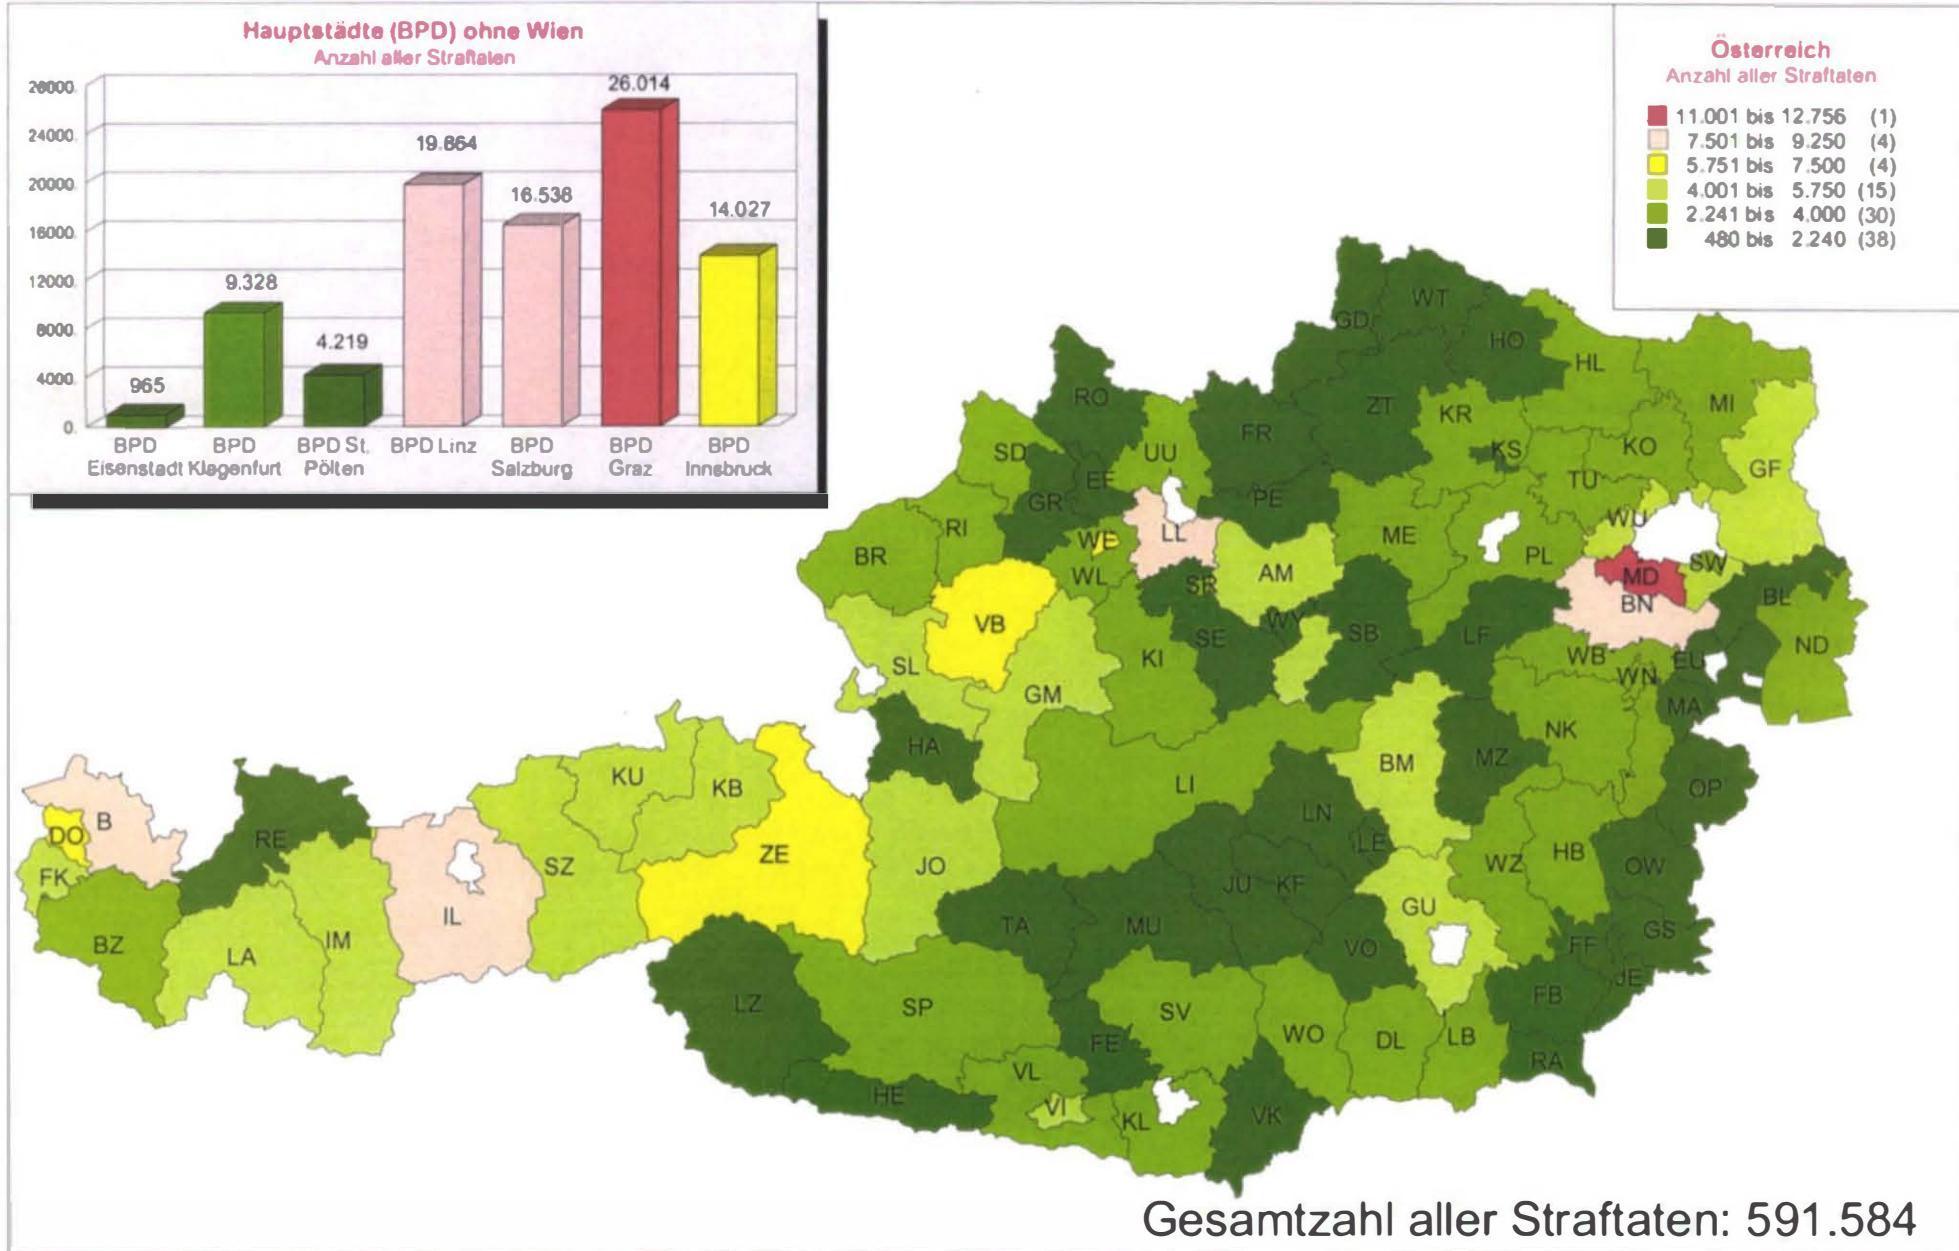 Hauptstädte (BPD) ohne Wien
Anzahl aller Straftaten
28000
24000
20000
16000
12000
8000
4000
0
965
9.328
4.219
19.864
16.538
26.014
14.027
BPD Eisenstadt
BPD Klagenfurt
BPD St. Pölten
BPD Linz
BPD Salzburg
BPD Graz
BPD Innsbruck
Österreich
Anzahl aller Straftaten
11.001 bis 12.756 (1)
7.501 bis 9.250 (4)
5.751 bis 7.500 (4)
4.001 bis 5.750 (15)
2.241 bis 4.000 (30)
480 bis 2.240 (38)
WT
GD
HO
HL
RO
ZT
KR
MI
FR
SD
UU
KS
KO
GF
EF
TU
GR
PE
WU
RI
ME
BR
WE
LL
PL
SW
WL
SR
AM
MD
BN
BL
VB
WY
SB
LF
SE
ND
SL
KI
WB
EU
WN
GM
MA
NK
HA
BM
MZ
KU
KB
LI
OP
DO
B
LN
RE
LE
ZE
HB
WZ
OW
FK
SZ
JO
JU
KF
IL
GU
TA
MU
GS
BZ
IM
VO
FF
LA
JE
FB
LZ
SP
SV
WO
DL
LB
FE
RA
VL
HE
VI
KL
VK
Gesamtzahl aller Straftaten: 591.584